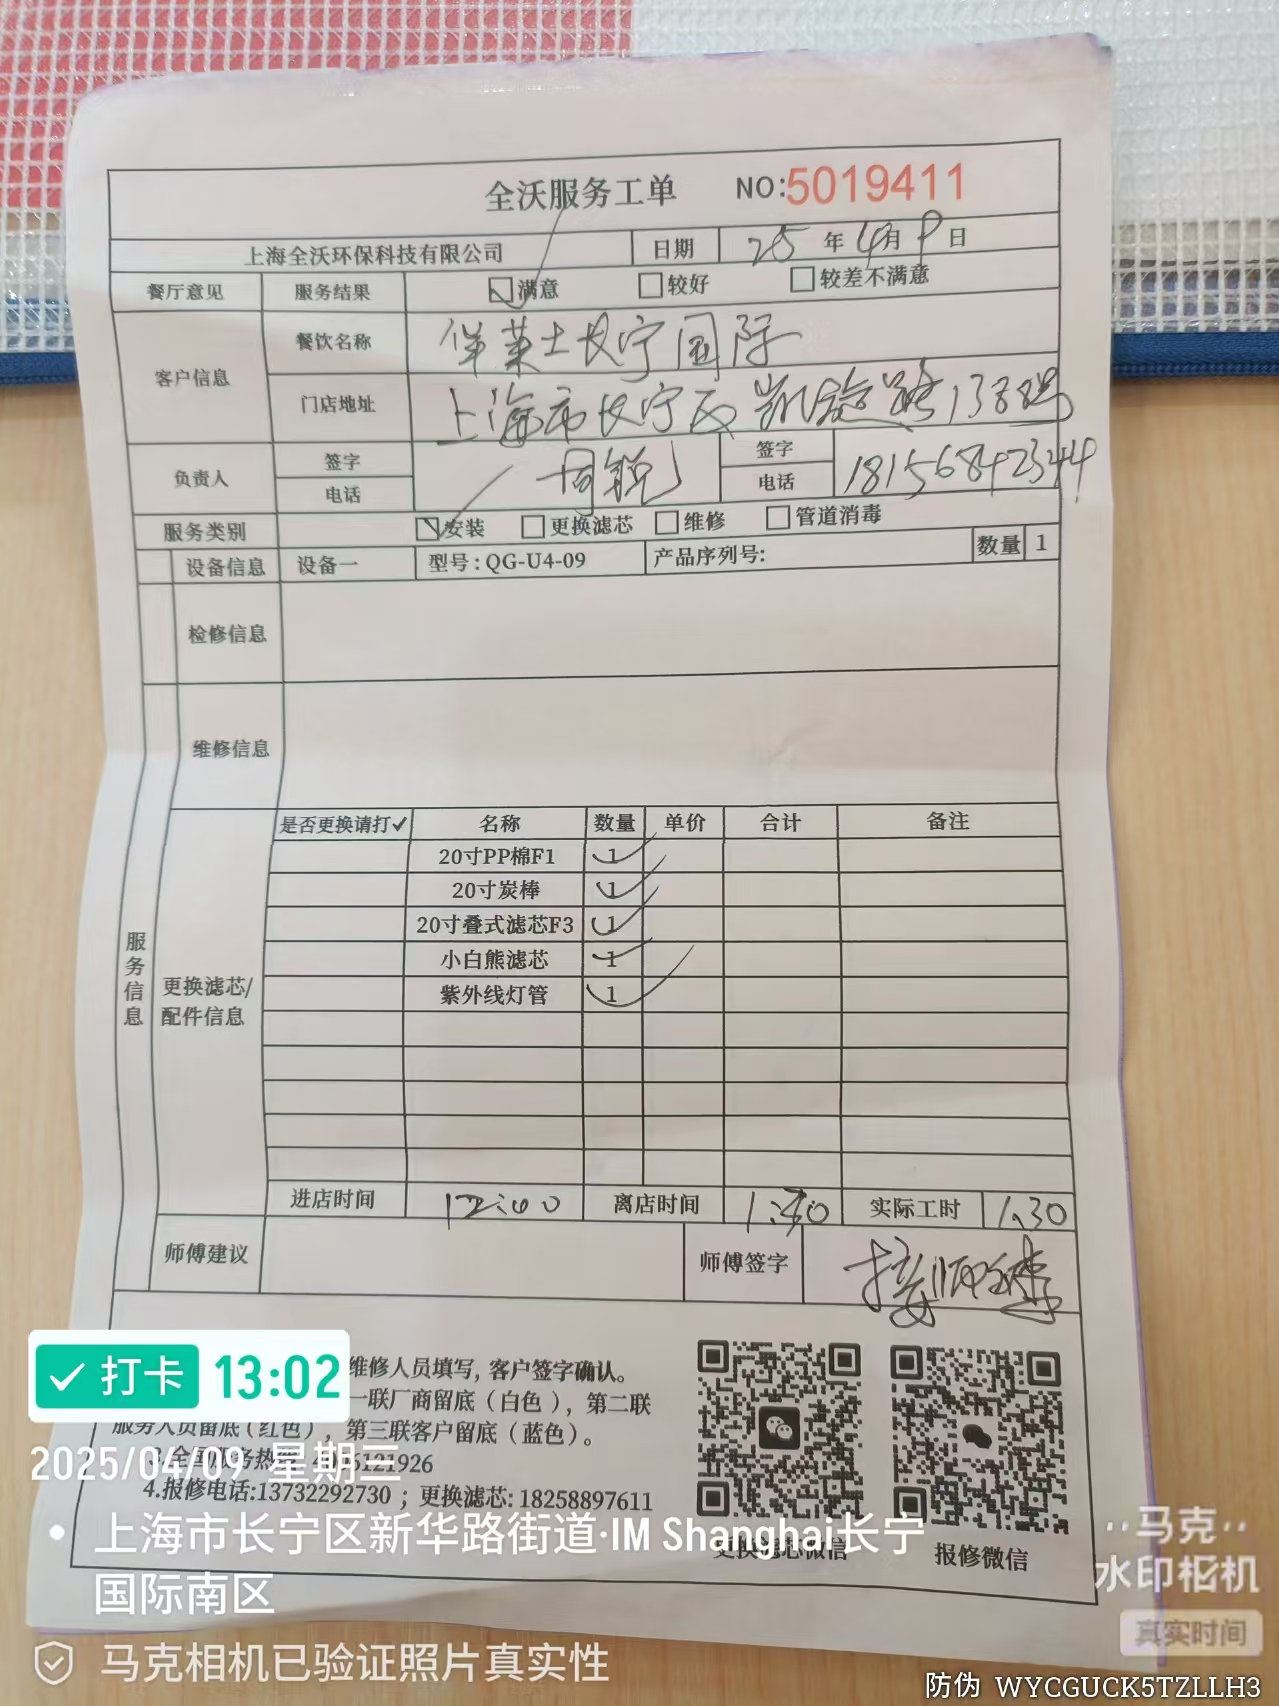 全沃服务工单 NO:5019411
上海全沃环保科技有限公司 日期 25 年 4月 9 日
餐厅意见 服务结果 满意 较好 较差不满意
客户信息 餐饮名称 莱士长宁国际
门店地址 上海市长宁区凯旋路133号
负责人 签字 电话 周锐 签字 电话 18156842344
服务类别 安装 更换滤芯 维修 管道消毒
设备信息 设备一 型号:QG-U4-09 产品序列号: 数量 1
检修信息
维修信息
服务信息
更换滤芯/配件信息
是否更换请打✓ 名称 数量 单价 合计 备注
20寸PP棉F1 1
20寸炭棒 1
20寸叠式滤芯F3 1
小白熊滤芯 1
紫外线灯管 1
进店时间 12:00 离店时间 1:30 实际工时 1.30
师傅建议 师傅签字
维修人员填写,客户签字确认。
一联厂商留底(白色),第二联
服务人员留底(红色),第三联客户留底(蓝色)。
3.全国服务热线
4.报修电话:13732292730;更换滤芯:18258897611
更换滤芯微信 报修微信
打卡 13:02
2025/04/09 星期三
上海市长宁区新华路街道·IM Shanghai长宁
国际南区
马克相机已验证照片真实性
马克
水印相机
真实时间
防伪 WYCGUCK5TZLLH3